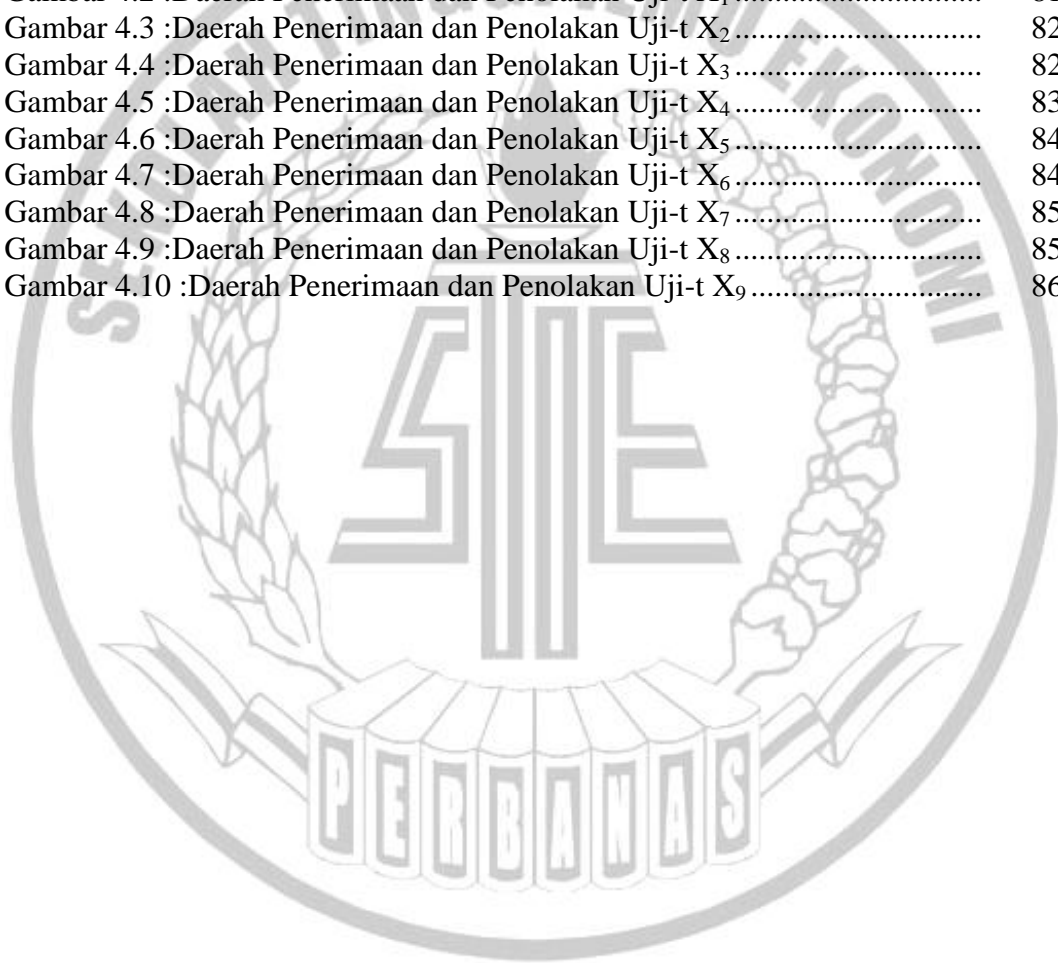 Gambar 4.3 :Daerah Penerimaan dan Penolakan Uji-t X₂ .............................. 82
Gambar 4.4 :Daerah Penerimaan dan Penolakan Uji-t X₃ .............................. 82
Gambar 4.5 :Daerah Penerimaan dan Penolakan Uji-t X₄ .............................. 83
Gambar 4.6 :Daerah Penerimaan dan Penolakan Uji-t X₅ .............................. 84
Gambar 4.7 :Daerah Penerimaan dan Penolakan Uji-t X₆ .............................. 84
Gambar 4.8 :Daerah Penerimaan dan Penolakan Uji-t X₇ .............................. 85
Gambar 4.9 :Daerah Penerimaan dan Penolakan Uji-t X₈ .............................. 85
Gambar 4.10 :Daerah Penerimaan dan Penolakan Uji-t X₉ ............................ 86
EKONOMI
STIE
PERBANAS